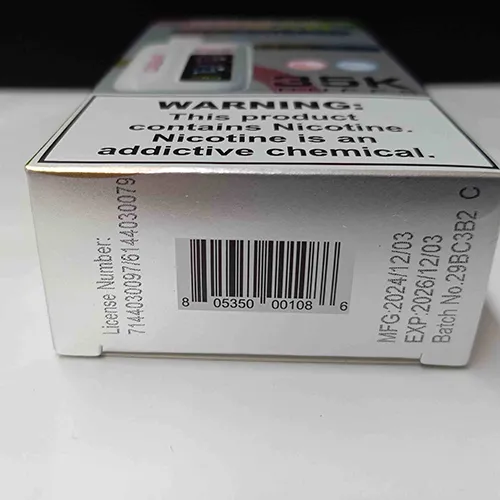 25K
WARNING:
This product
contains Nicotine.
Nicotine is an
addictive chemical.
License Number:
7144030097/6144030079
8 05350 00108 6
MFG:2024/12/03
EXP:2026/12/03
Batch No.29BC3B2 C